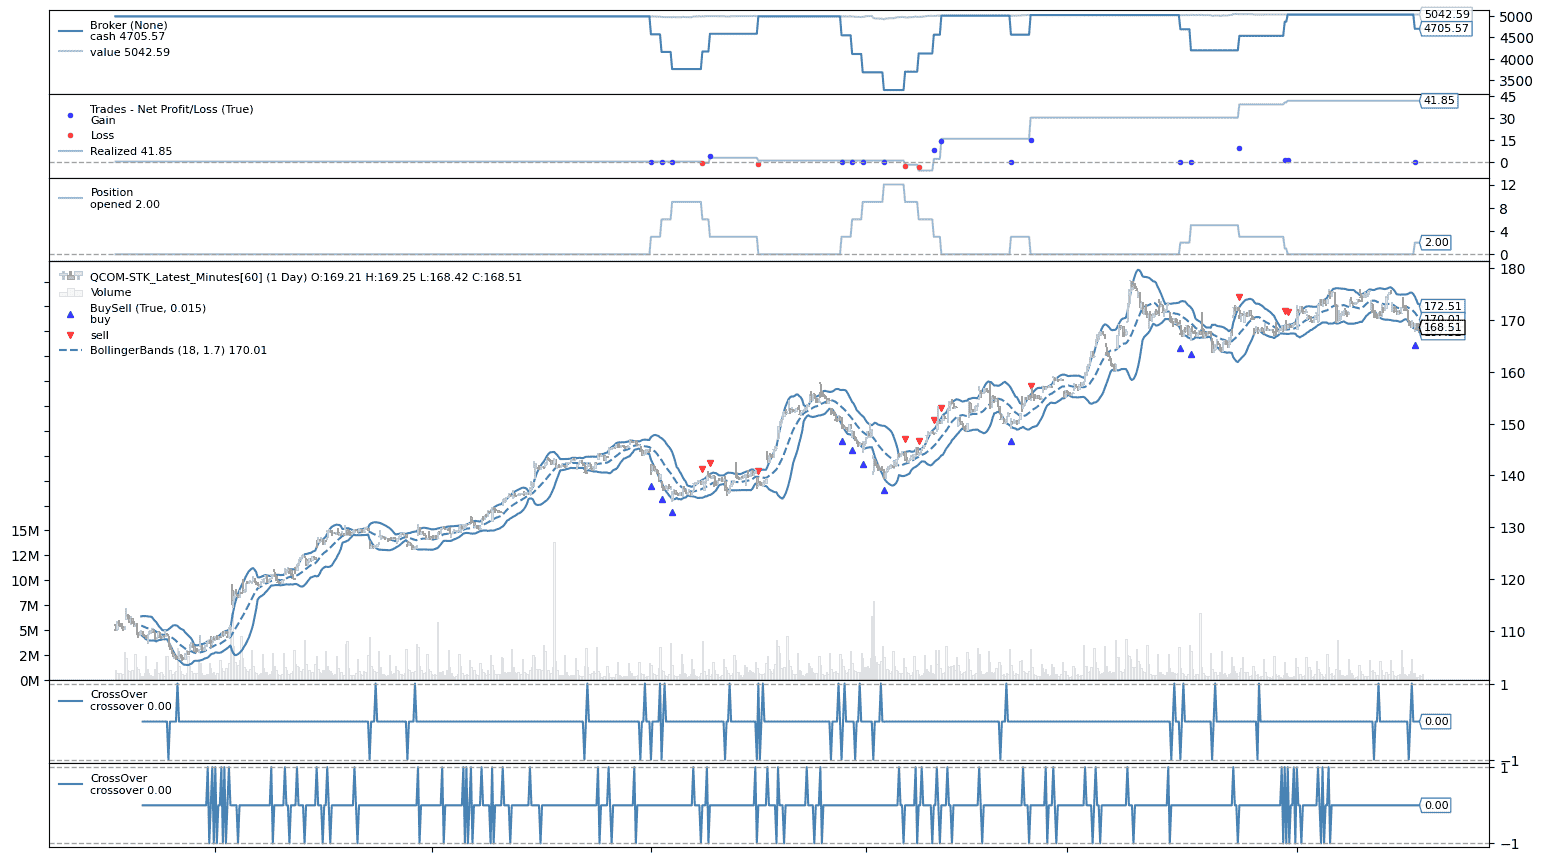 Broker (None)
cash 4705.57
value 5042.59
5042.59
4705.57
5000
4500
4000
3500
Trades - Net Profit/Loss (True)
Gain
Loss
Realized 41.85
41.85
45
30
15
0
Position
opened 2.00
2.00
12
8
4
0
QCOM-STK_Latest_Minutes[60] (1 Day) O:169.21 H:169.25 L:168.42 C:168.51
Volume
BuySell (True, 0.015)
buy
sell
BollingerBands (18, 1.7) 170.01
172.51
170.01
168.51
180
170
160
150
140
130
120
110
15M
12M
10M
7M
5M
2M
0M
CrossOver
crossover 0.00
0.00
1
−1
CrossOver
crossover 0.00
0.00
1
−1